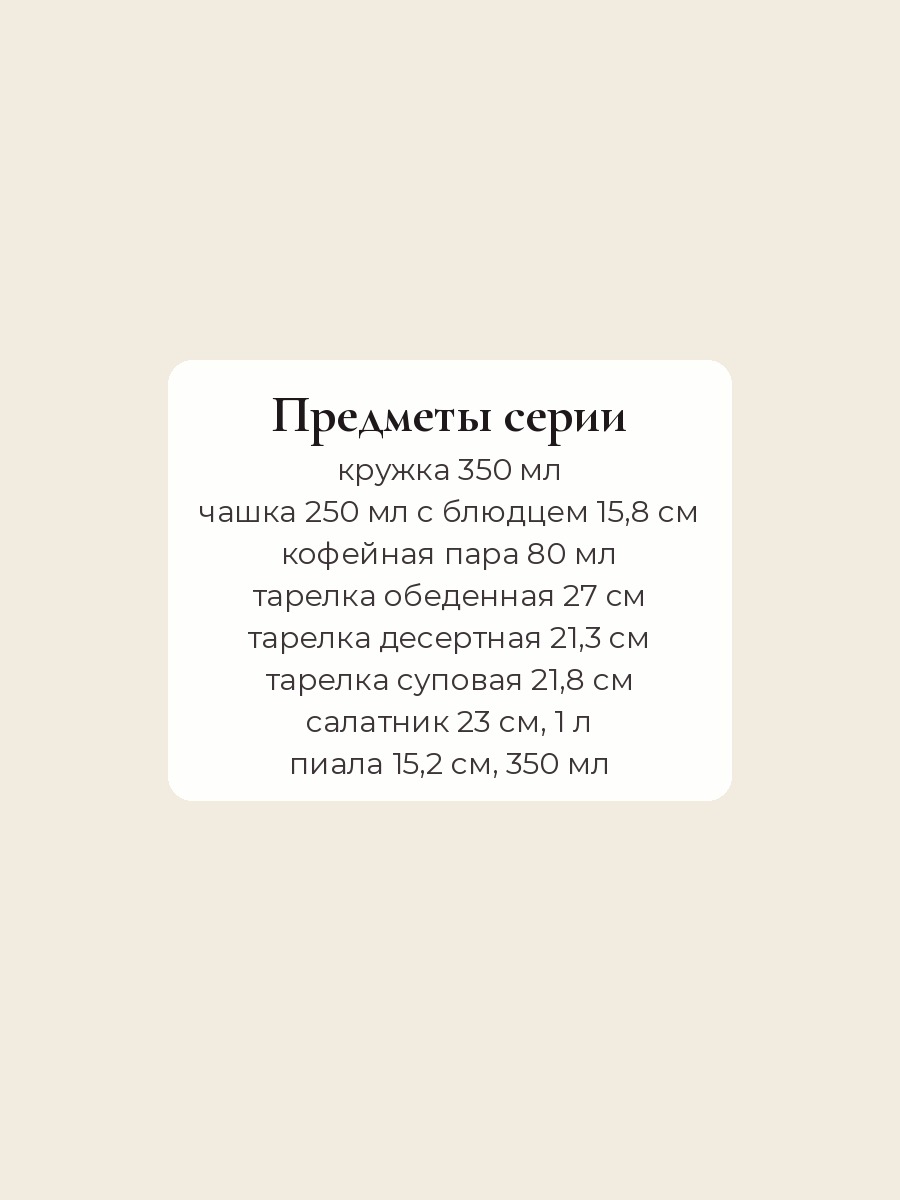 Предметы серии
кружка 350 мл
чашка 250 мл с блюдцем 15,8 см
кофейная пара 80 мл
тарелка обеденная 27 см
тарелка десертная 21,3 см
тарелка суповая 21,8 см
салатник 23 см, 1 л
пиала 15,2 см, 350 мл